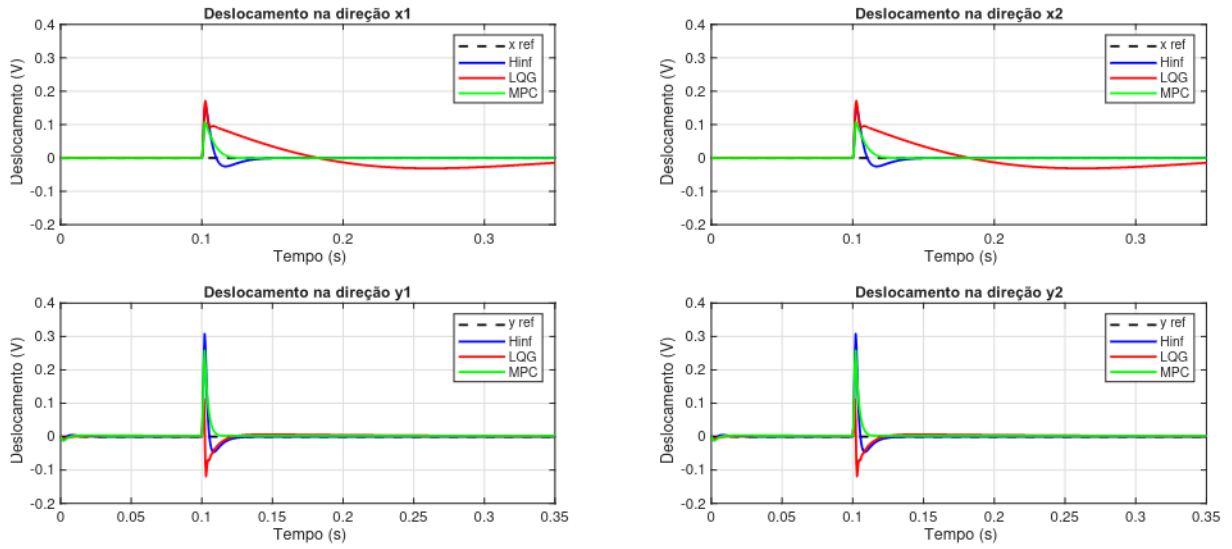 Deslocamento na direção x1
Deslocamento (V)
0.4
0.3
0.2
0.1
0
-0.1
-0.2
x ref
Hinf
LQG
MPC
0
0.1
0.2
0.3
Tempo (s)
Deslocamento na direção x2
Deslocamento (V)
0.4
0.3
0.2
0.1
0
-0.1
-0.2
x ref
Hinf
LQG
MPC
0
0.1
0.2
0.3
Tempo (s)
Deslocamento na direção y1
Deslocamento (V)
0.4
0.3
0.2
0.1
0
-0.1
-0.2
y ref
Hinf
LQG
MPC
0
0.05
0.1
0.15
0.2
0.25
0.3
0.35
Tempo (s)
Deslocamento na direção y2
Deslocamento (V)
0.4
0.3
0.2
0.1
0
-0.1
-0.2
y ref
Hinf
LQG
MPC
0
0.05
0.1
0.15
0.2
0.25
0.3
0.35
Tempo (s)